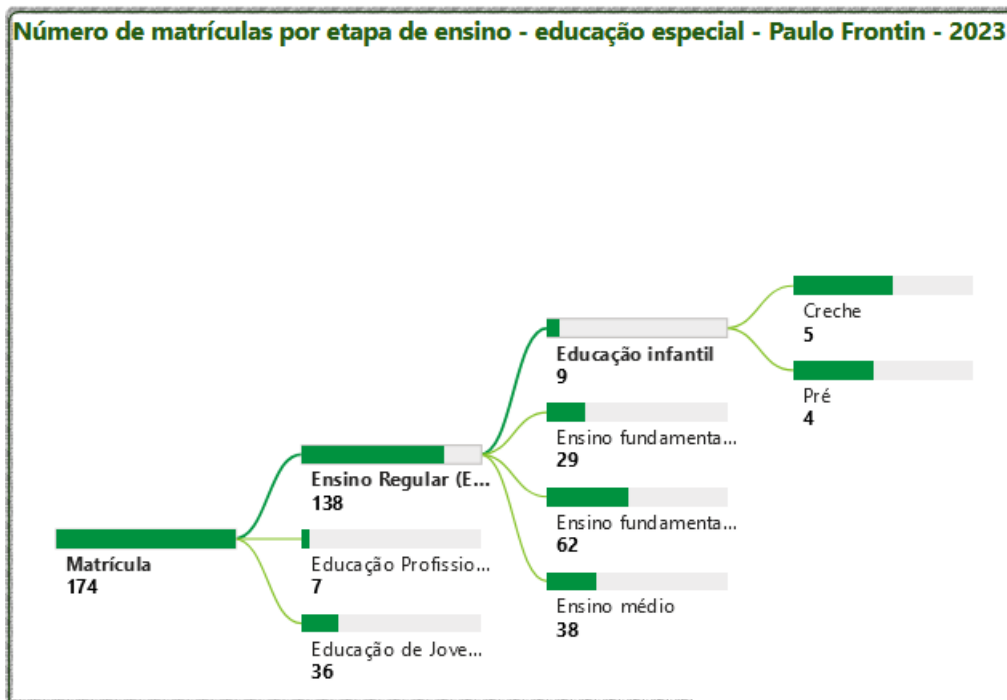 Número de matrículas por etapa de ensino - educação especial - Paulo Frontin - 2023
Matrícula
174
Ensino Regular (E...
138
Educação Profissio...
7
Educação de Jove...
36
Educação infantil
9
Ensino fundamenta...
29
Ensino fundamenta...
62
Ensino médio
38
Creche
5
Pré
4